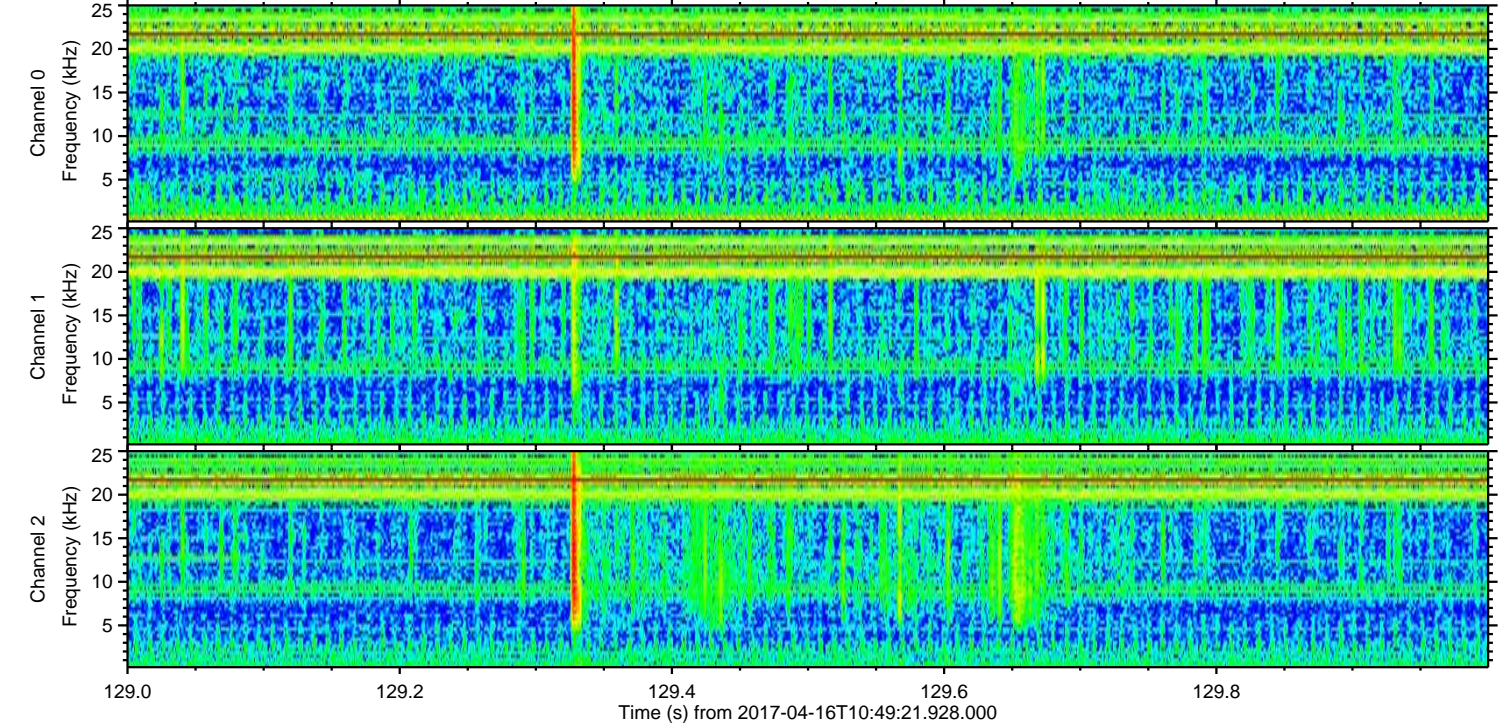 25
20
15
10
5
Channel 0
Frequency (kHz)
25
20
15
10
5
Channel 1
Frequency (kHz)
25
20
15
10
5
Channel 2
Frequency (kHz)
129.0 129.2 129.4 129.6 129.8
Time (s) from 2017-04-16T10:49:21.928.000